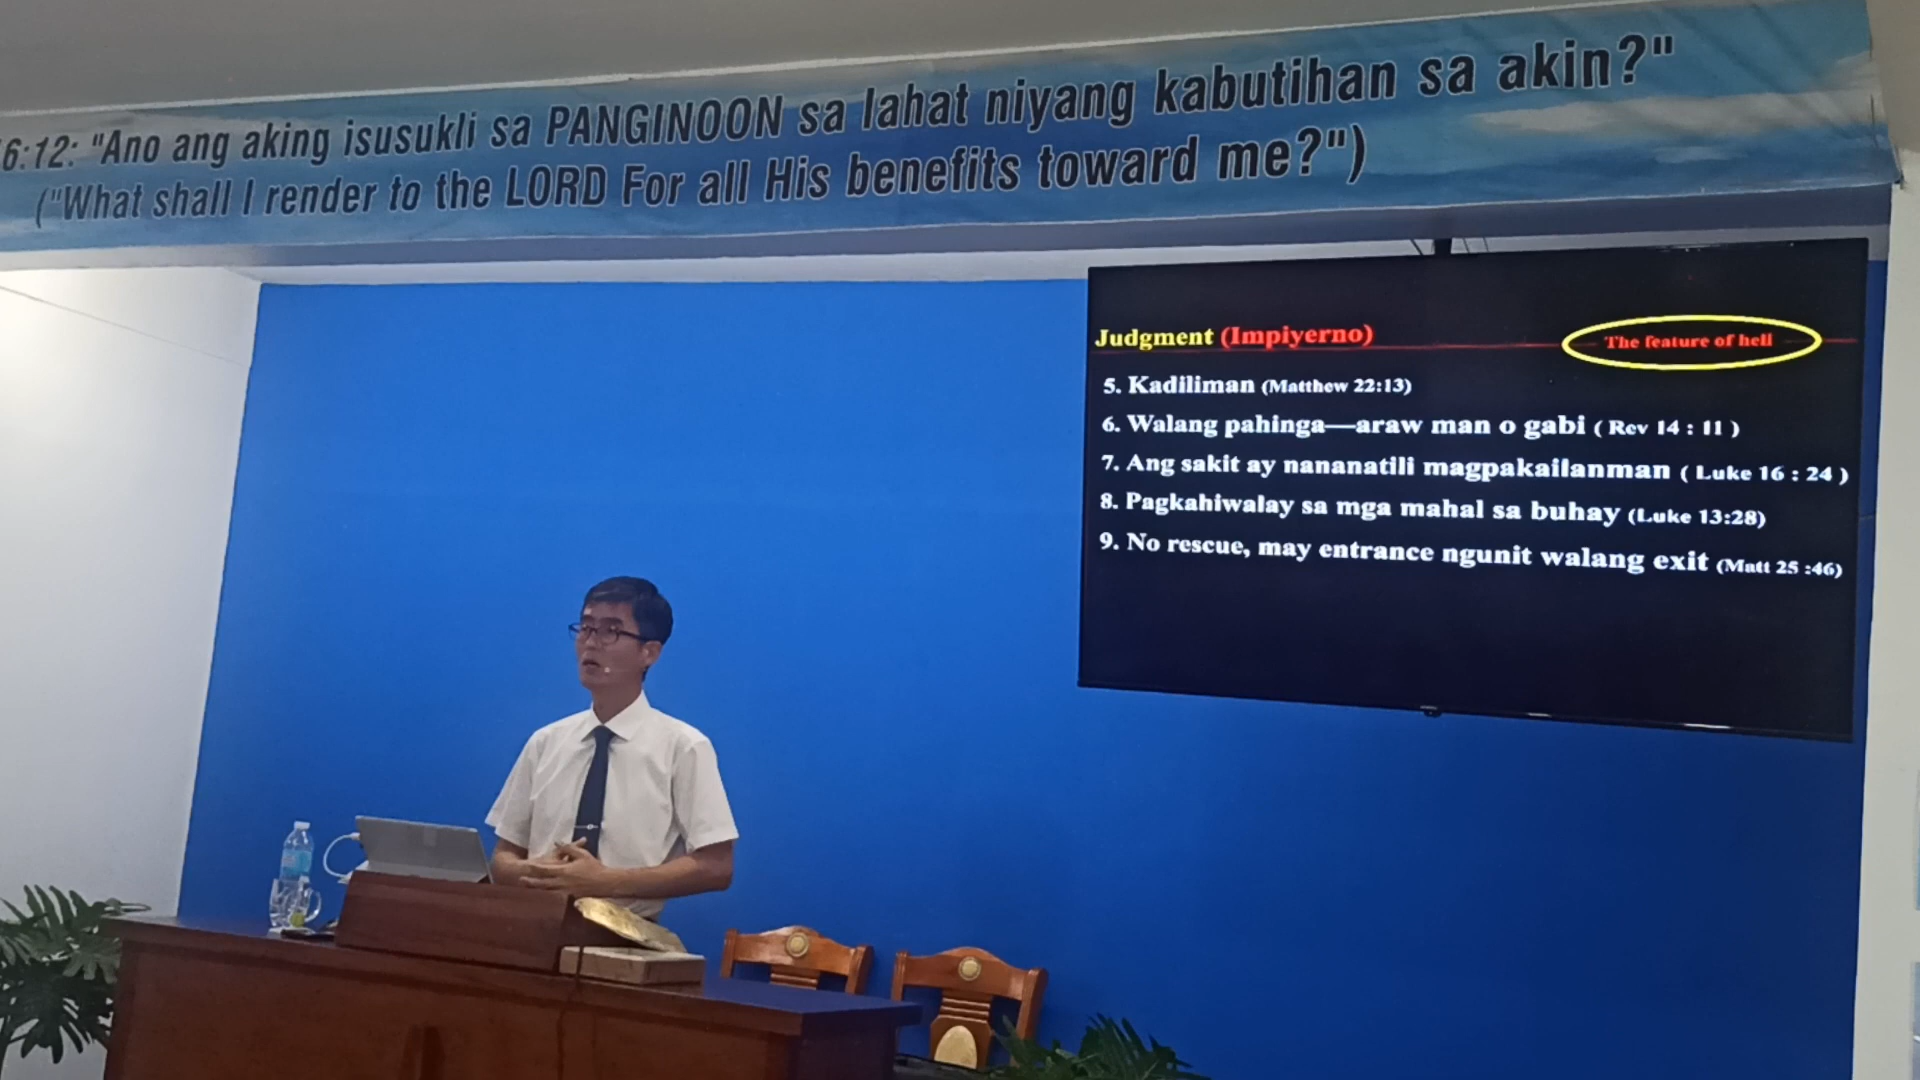 6:12: "Ano ang aking isusukli sa PANGINOON sa lahat niyang kabutihan sa akin?"
("What shall I render to the LORD For all His benefits toward me?")
Judgment (Impiyerno)
The feature of hell
5. Kadiliman (Matthew 22:13)
6. Walang pahinga—araw man o gabi ( Rev 14 : 11 )
7. Ang sakit ay nananatili magpakailanman ( Luke 16 : 24 )
8. Pagkahiwalay sa mga mahal sa buhay (Luke 13:28)
9. No rescue, may entrance ngunit walang exit (Matt 25 :46)